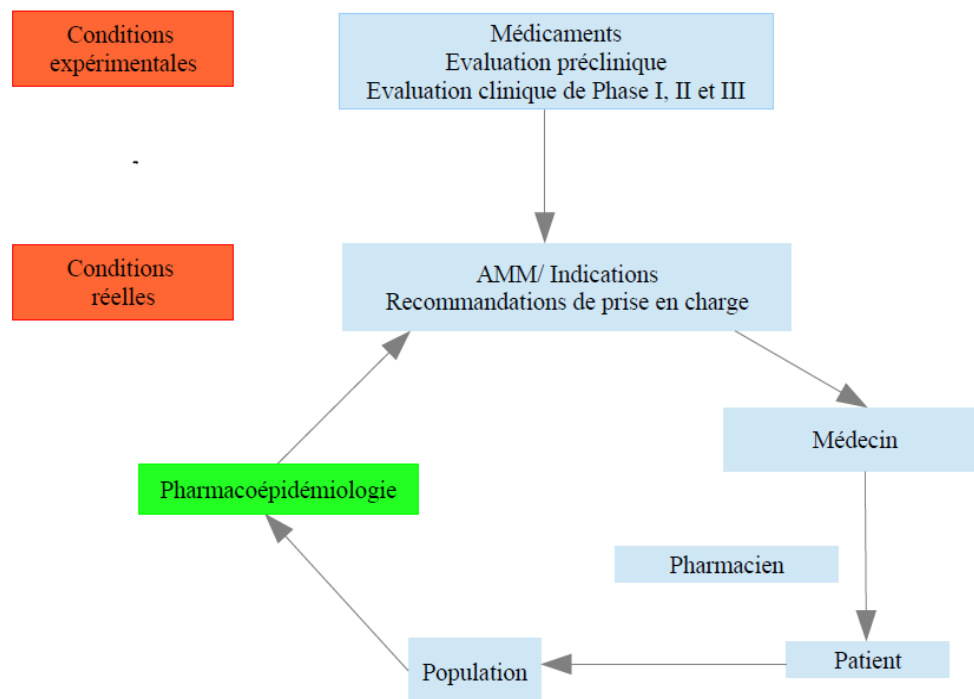 Conditions
expérimentales
Médicaments
Evaluation préclinique
Evaluation clinique de Phase I, II et III
-
Conditions
réelles
AMM/ Indications
Recommandations de prise en charge
Médecin
Pharmacoépidémiologie
Pharmacien
Patient
Population